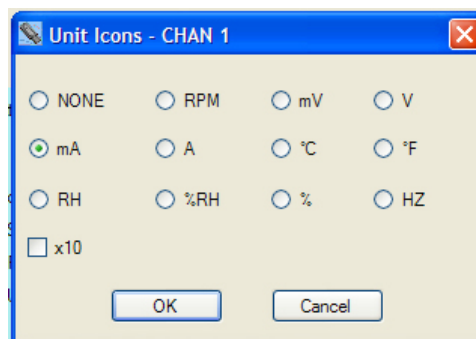 Unit Icons - CHAN 1
NONE RPM mV V
mA A °C °F
RH %RH % HZ
x10
OK Cancel